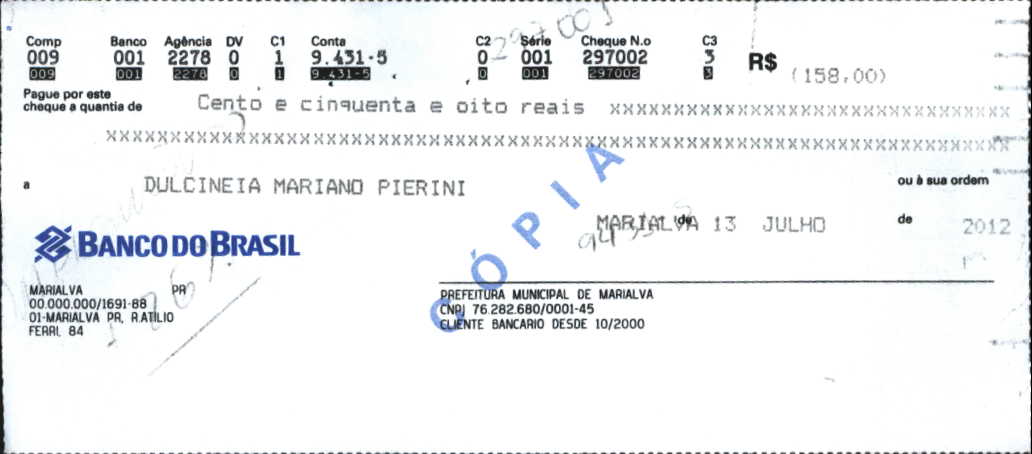 297001
Comp Banco Agência DV C1 Conta C2 Série Cheque N.o C3
009 001 2278 0 1 9.431-5 0 001 297002 3 R$ (158,00)
009 001 2278 0 1 9.431-5 0 001 297002 3
Pague por este
cheque a quantia de Cento e cinquenta e oito reais xxxxxxxxxxxxxxxxxxxxxxxxxxxxxxxxxxxxx
xxxxxxxxxxxxxxxxxxxxxxxxxxxxxxxxxxxxxxxxxxxxxxxxxxxxxxxxxxxxxxxxxxxxxxxxxxx
a DULCINEIA MARIANO PIERINI ou à sua ordem
MARIALVA de 13 JULHO de 2012
BANCO DO BRASIL
CÓPIA
MARIALVA PR
00.000.000/1691-88
01-MARIALVA PR, R.ATILIO
FERRI, 84
PREFEITURA MUNICIPAL DE MARIALVA
CNPJ 76.282.680/0001-45
CLIENTE BANCARIO DESDE 10/2000